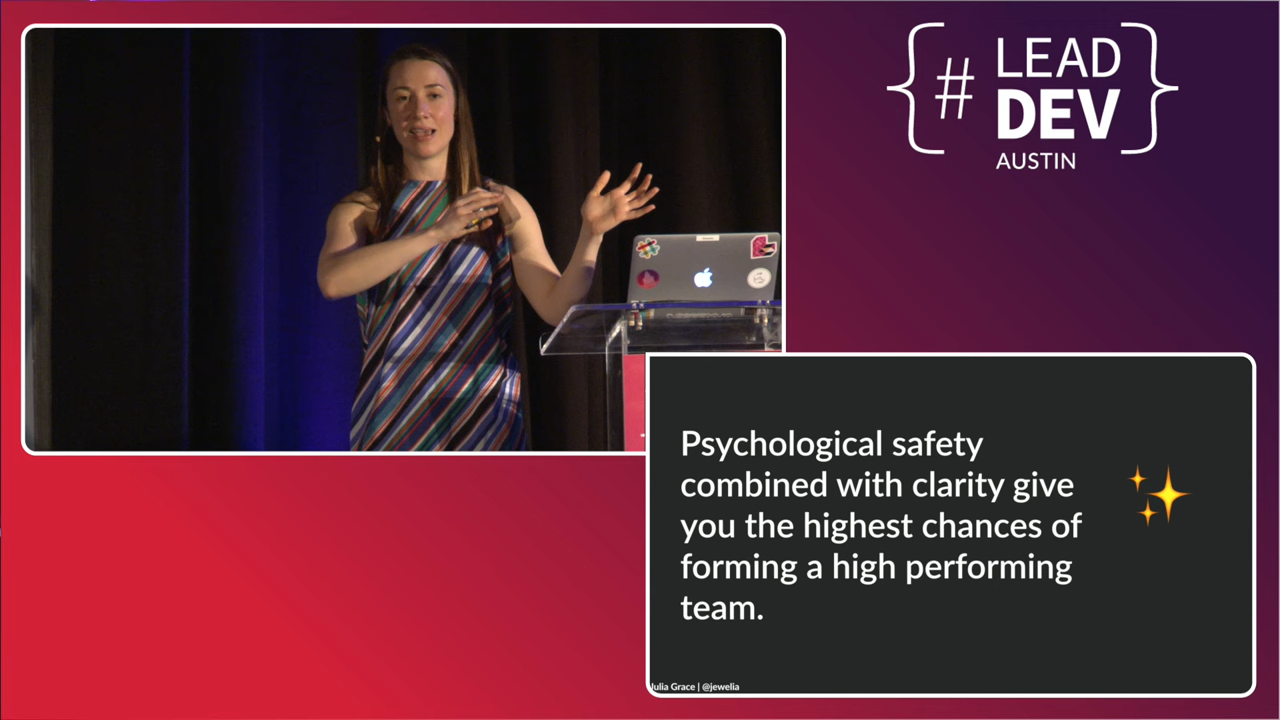 {# LEAD
DEV}
AUSTIN
Psychological safety
combined with clarity give
you the highest chances of
forming a high performing
team.
Julia Grace | @jewelia